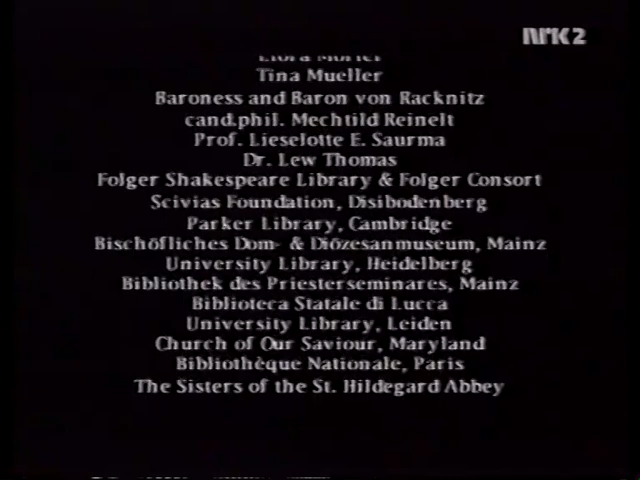 NRK2
Tina Mueller
Baroness and Baron von Racknitz
cand.phil. Mechtild Reinelt
Prof. Lieselotte E. Saurma
Dr. Lew Thomas
Folger Shakespeare Library & Folger Consort
Scivias Foundation, Disibodenberg
Parker Library, Cambridge
Bischöfliches Dom- & Diözesanmuseum, Mainz
University Library, Heidelberg
Bibliothek des Priesterseminares, Mainz
Biblioteca Statale di Lucca
University Library, Leiden
Church of Our Saviour, Maryland
Bibliothèque Nationale, Paris
The Sisters of the St. Hildegard Abbey